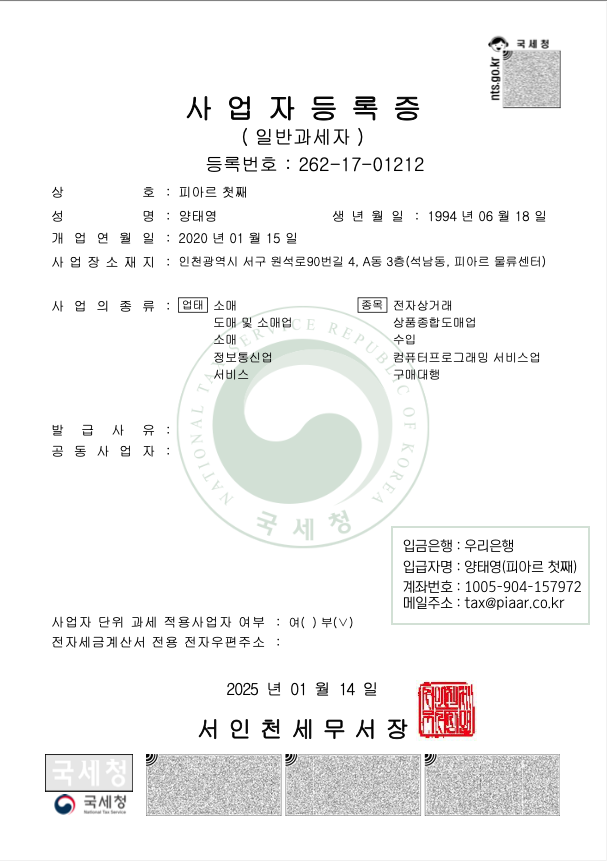 국세청
nts.go.kr
사업자등록증
( 일반과세자 )
등록번호 : 262-17-01212
상 호 : 피아르 첫째
성 명 : 양태영 생 년 월 일 : 1994 년 06 월 18 일
개 업 연 월 일 : 2020 년 01 월 15 일
사 업 장 소 재 지 : 인천광역시 서구 원석로90번길 4, A동 3층(석남동, 피아르 물류센터)
사 업 의 종 류 : 업태 소매 종목 전자상거래
도매 및 소매업 상품종합도매업
소매 수입
정보통신업 컴퓨터프로그래밍 서비스업
서비스 구매대행
NATIONAL TAX SERVICE REPUBLIC OF KOREA
국세청
발 급 사 유 :
공 동 사 업 자 :
입금은행 : 우리은행
입급자명 : 양태영(피아르 첫째)
계좌번호 : 1005-904-157972
메일주소 : tax@piaar.co.kr
사업자 단위 과세 적용사업자 여부 : 여( ) 부(∨)
전자세금계산서 전용 전자우편주소 :
2025 년 01 월 14 일
서인천세무서장
국세청
국세청
National Tax Service